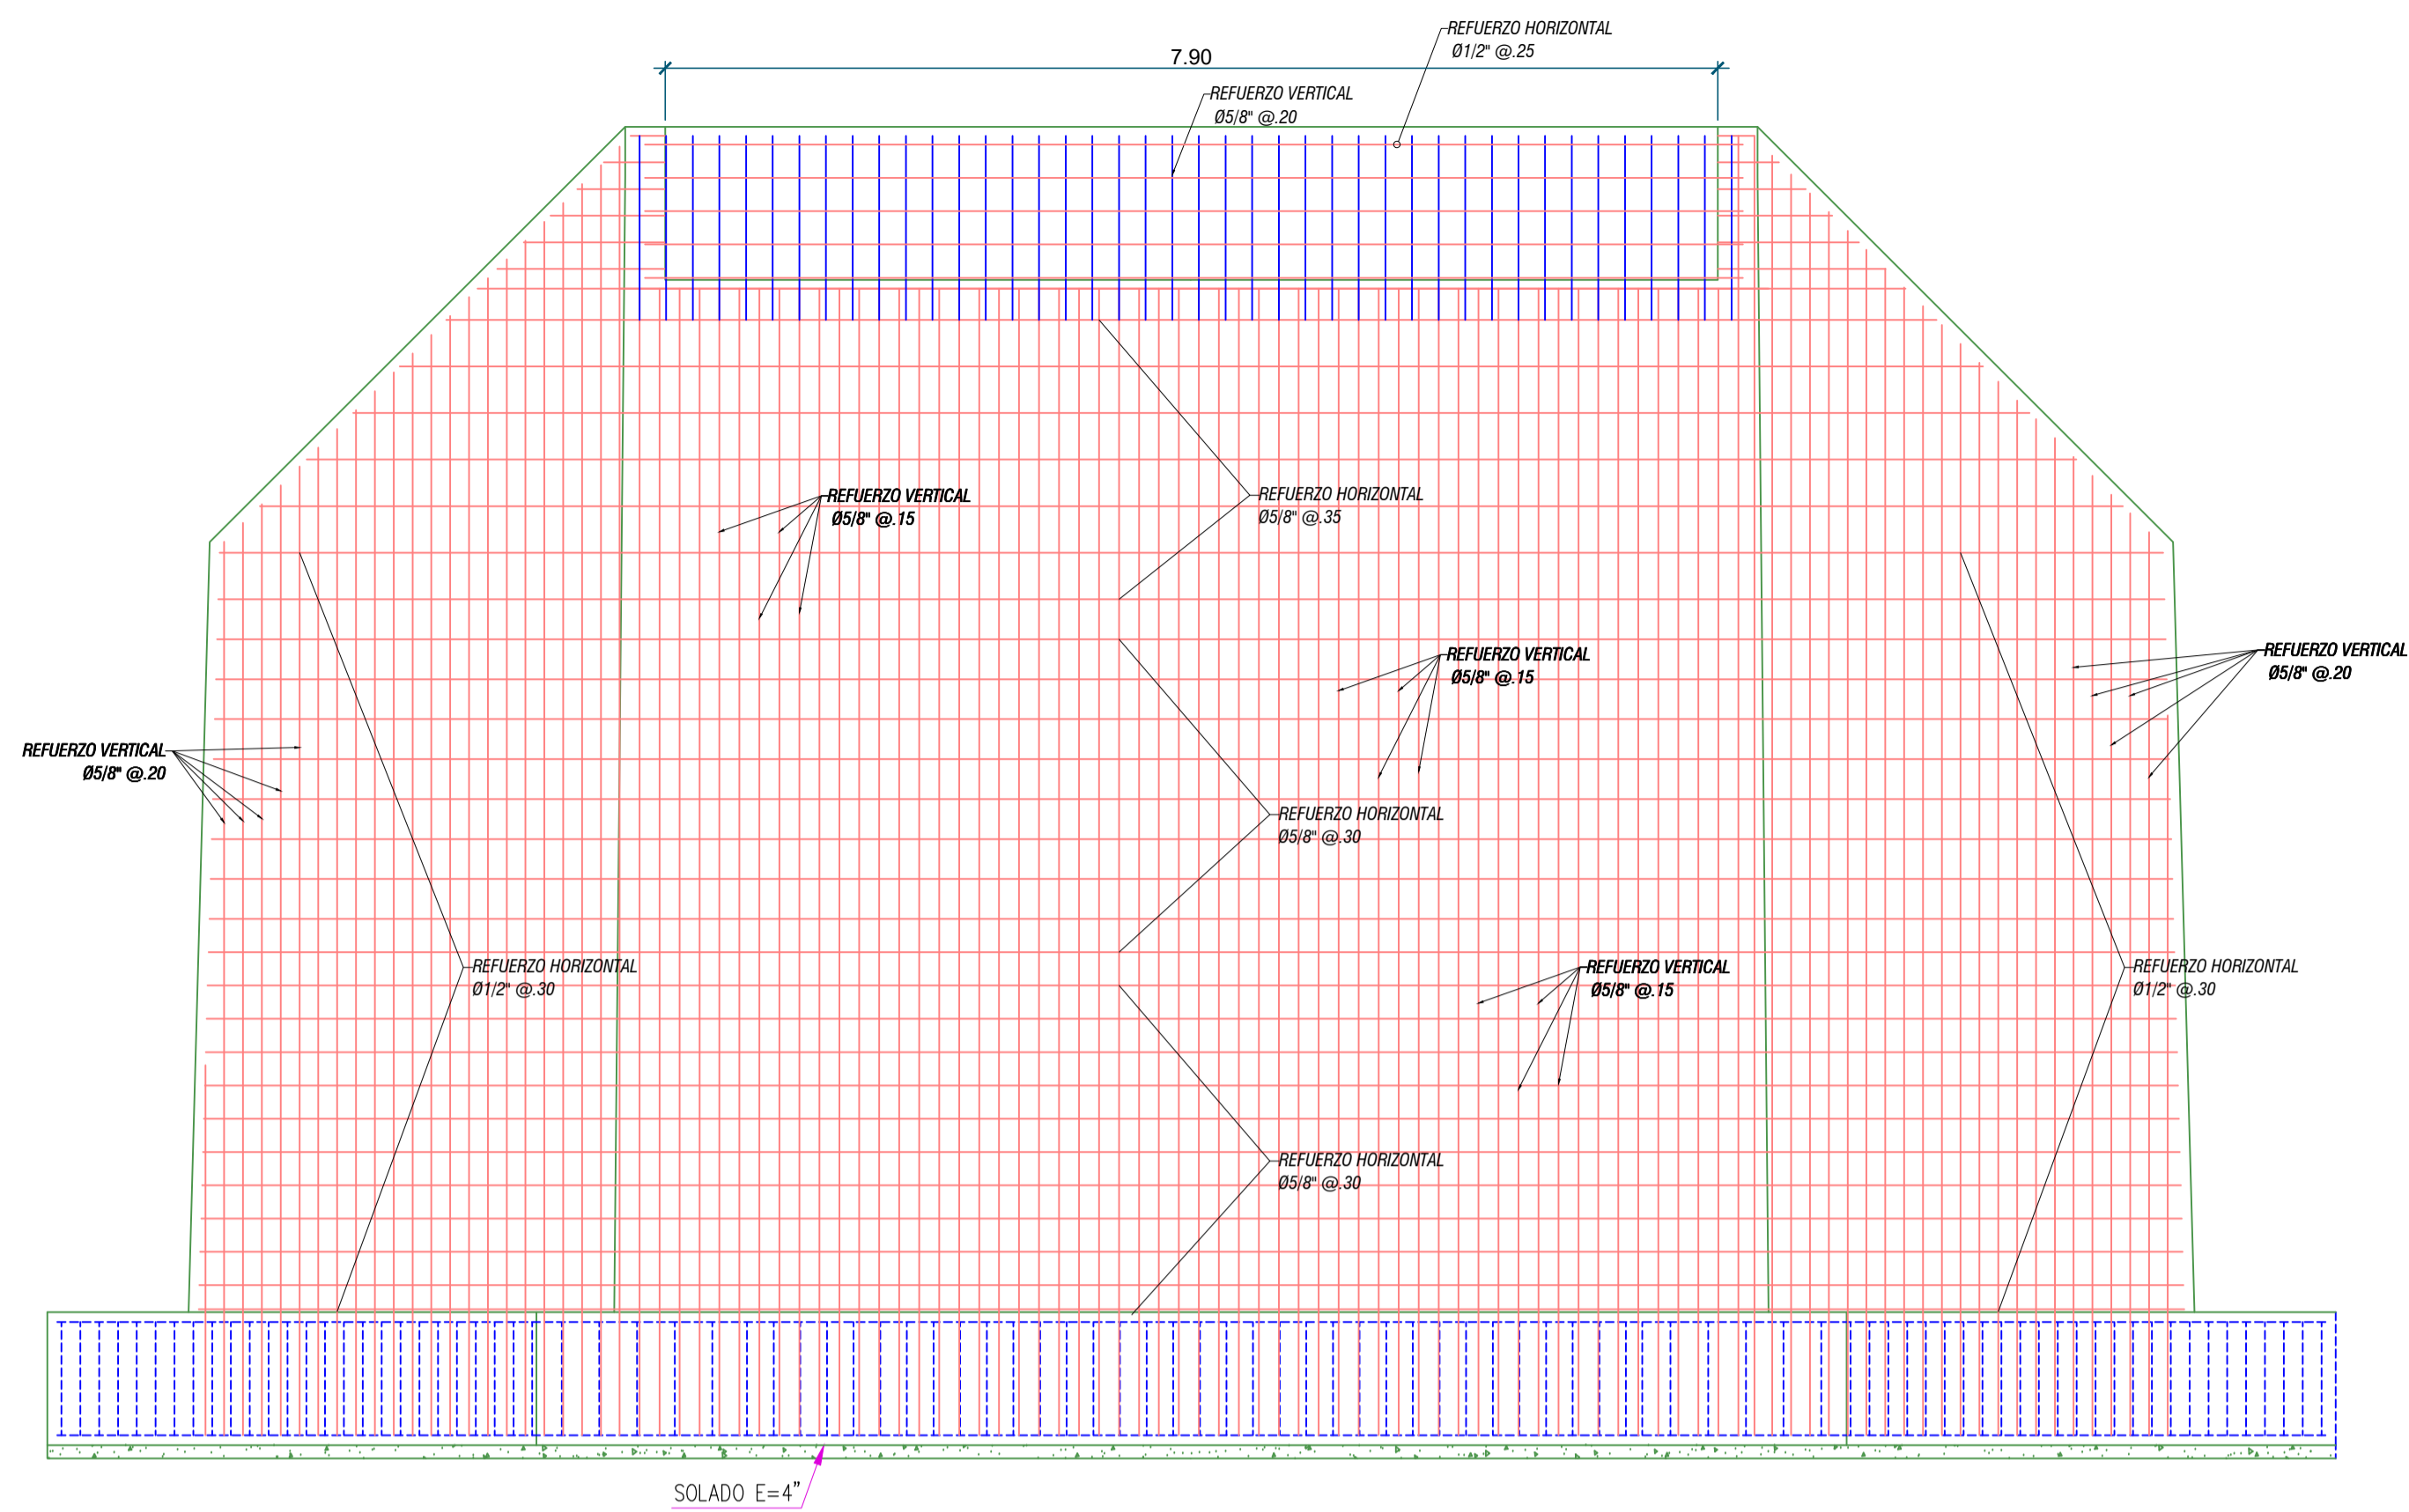 REFUERZO HORIZONTAL
Ø1/2" @.25
7.90
REFUERZO VERTICAL
Ø5/8" @.20
REFUERZO VERTICAL
Ø5/8" @.15
REFUERZO HORIZONTAL
Ø5/8" @.35
REFUERZO VERTICAL
Ø5/8" @.15
REFUERZO VERTICAL
Ø5/8" @.20
REFUERZO VERTICAL
Ø5/8" @.20
REFUERZO HORIZONTAL
Ø5/8" @.30
REFUERZO HORIZONTAL
Ø1/2" @.30
REFUERZO VERTICAL
Ø5/8" @.15
REFUERZO HORIZONTAL
Ø1/2" @.30
REFUERZO HORIZONTAL
Ø5/8" @.30
SOLADO E=4”